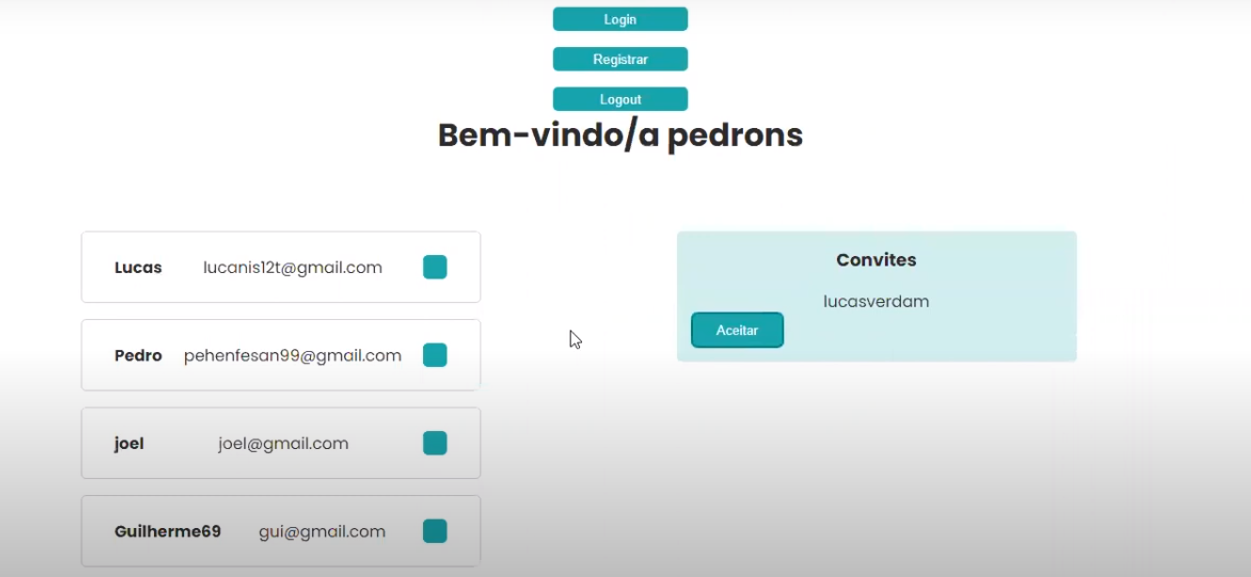 Login
Registrar
Logout
Bem-vindo/a pedrons
Lucas lucanis12t@gmail.com
Pedro pehenfesan99@gmail.com
joel joel@gmail.com
Guilherme69 gui@gmail.com
Convites
lucasverdam
Aceitar